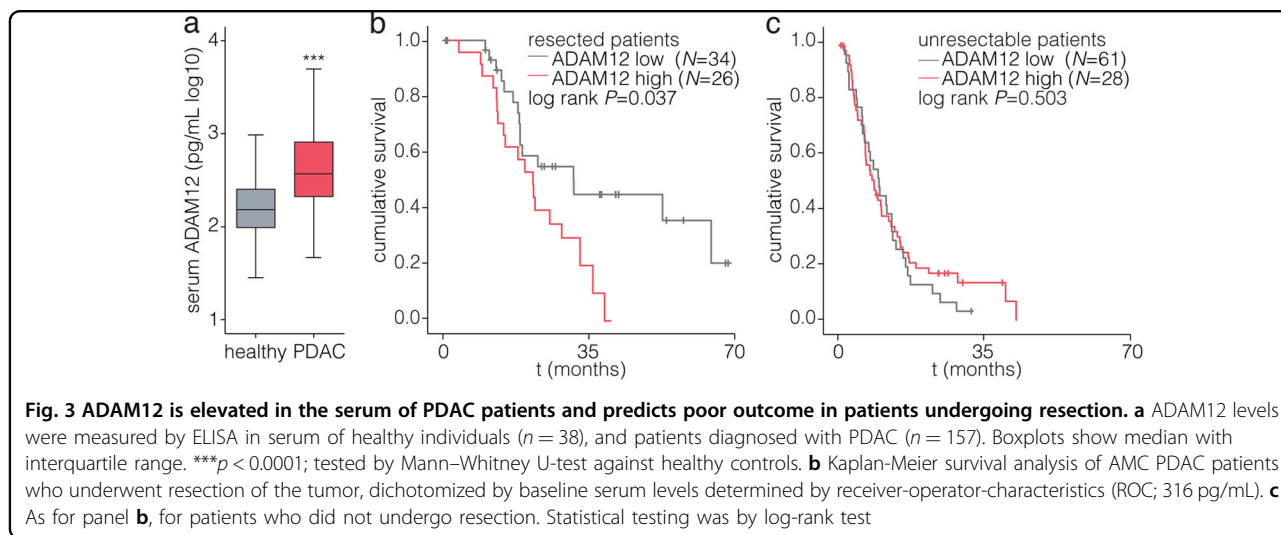 a
serum ADAM12 (pg/mL log10)
4
3
2
1
***
healthy PDAC
b
cumulative survival
1.0
0.8
0.6
0.4
0.2
0.0
resected patients
ADAM12 low (N=34)
ADAM12 high (N=26)
log rank P=0.037
0 35 70
t (months)
c
cumulative survival
1.0
0.8
0.6
0.4
0.2
0.0
unresectable patients
ADAM12 low (N=61)
ADAM12 high (N=28)
log rank P=0.503
0 35 70
t (months)
Fig. 3 ADAM12 is elevated in the serum of PDAC patients and predicts poor outcome in patients undergoing resection. a ADAM12 levels
were measured by ELISA in serum of healthy individuals (n = 38), and patients diagnosed with PDAC (n = 157). Boxplots show median with
interquartile range. ***p < 0.0001; tested by Mann–Whitney U-test against healthy controls. b Kaplan-Meier survival analysis of AMC PDAC patients
who underwent resection of the tumor, dichotomized by baseline serum levels determined by receiver-operator-characteristics (ROC; 316 pg/mL). c
As for panel b, for patients who did not undergo resection. Statistical testing was by log-rank test